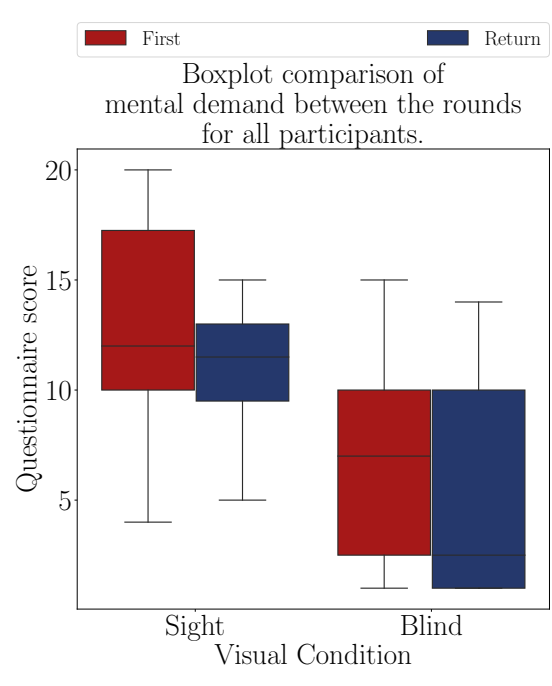 First
Return
Boxplot comparison of
mental demand between the rounds
for all participants.
20
15
10
5
Questionnaire score
Sight
Blind
Visual Condition